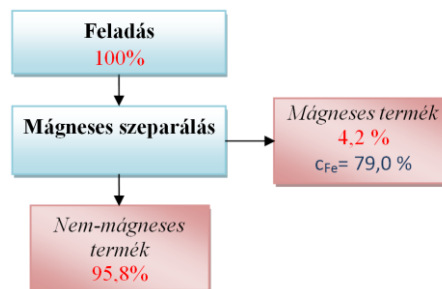 Feladás
100%
Mágneses szeparálás
Mágneses termék
4,2 %
cFe= 79,0 %
Nem-mágneses
termék
95,8%